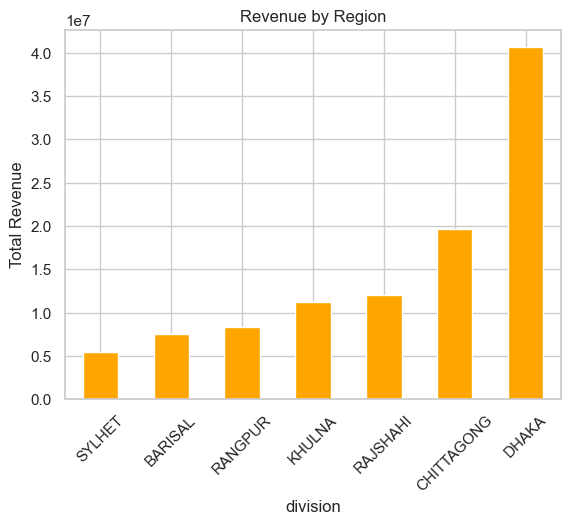 Revenue by Region
1e7
4.0
3.5
3.0
2.5
2.0
1.5
1.0
0.5
0.0
Total Revenue
SYLHET
BARISAL
RANGPUR
KHULNA
RAJSHAHI
CHITTAGONG
DHAKA
division